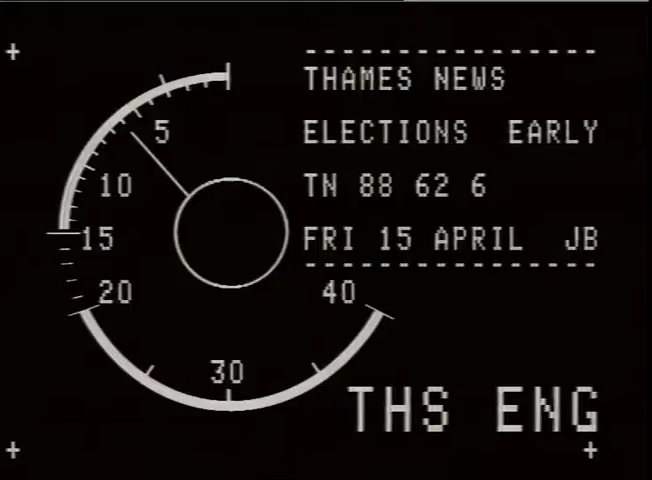 THAMES NEWS
ELECTIONS EARLY
TN 88 62 6
FRI 15 APRIL JB
5
10
15
20
30
40
THS ENG